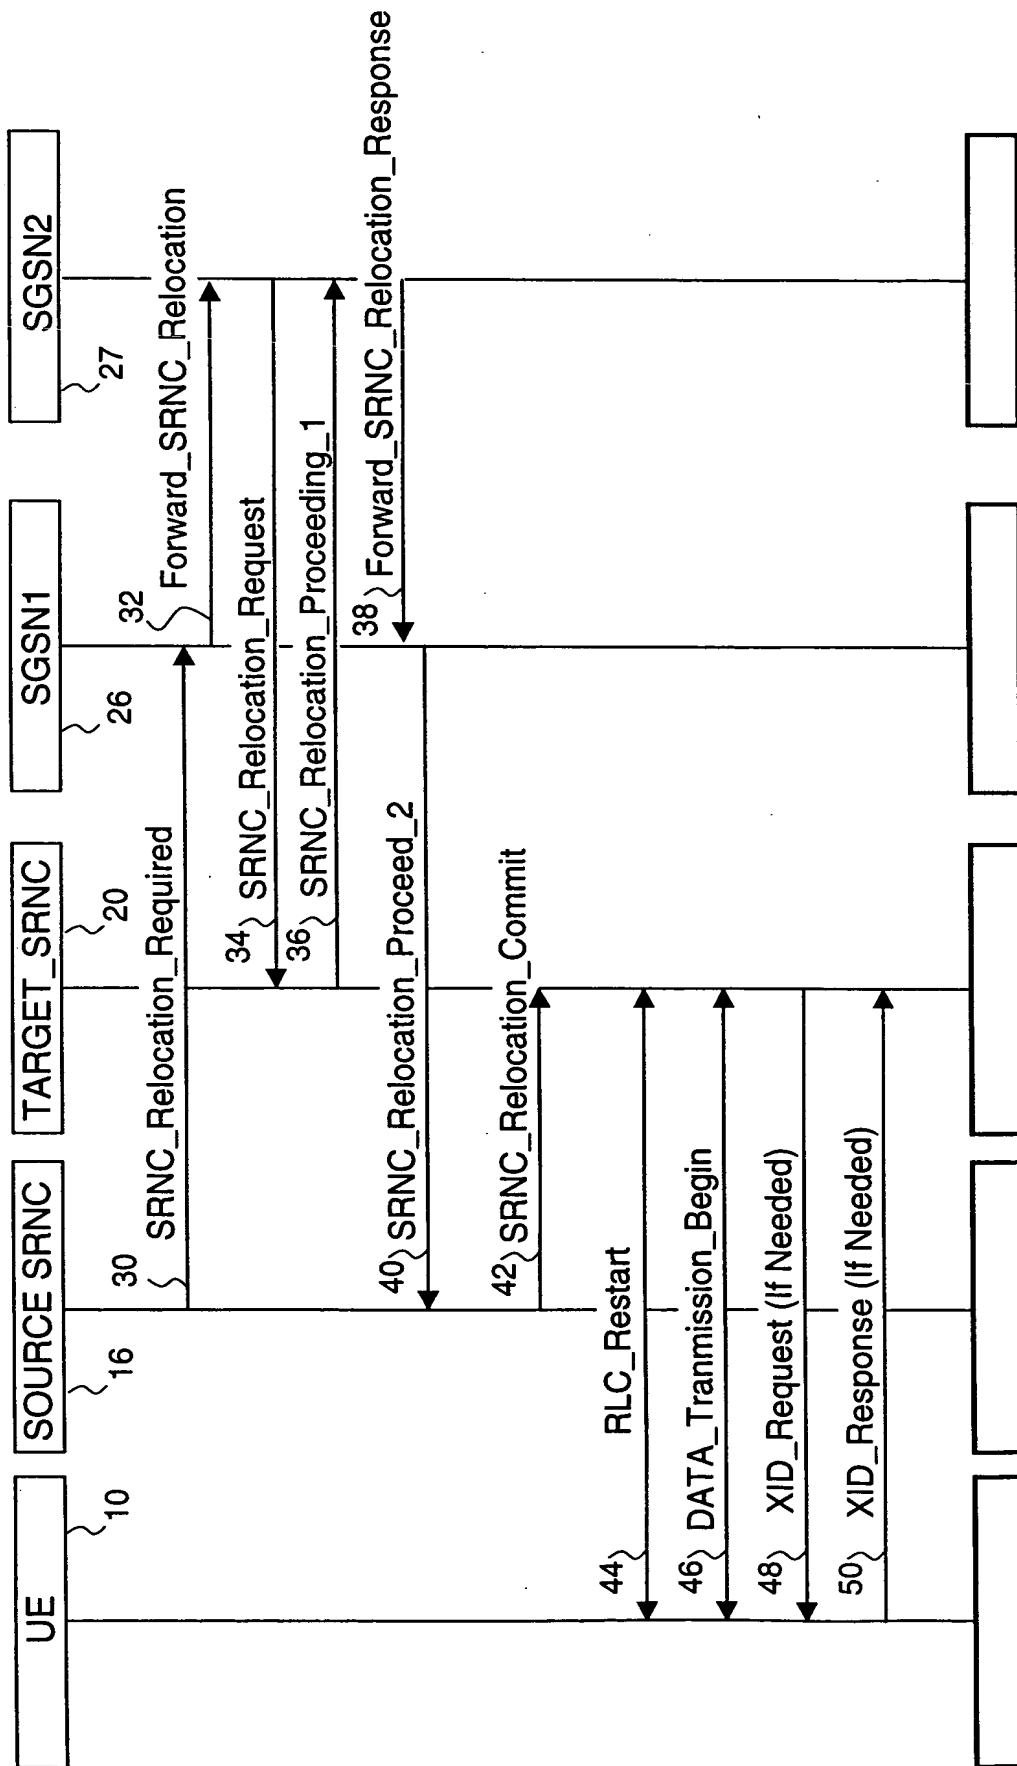 UE
10
SOURCE SRNC
16
TARGET_SRNC
20
SGSN1
26
SGSN2
27
30
SRNC_Relocation_Required
32
Forward_SRNC_Relocation
34
SRNC_Relocation_Request
36
SRNC_Relocation_Proceeding_1
38
Forward_SRNC_Relocation_Response
40
SRNC_Relocation_Proceed_2
42
SRNC_Relocation_Commit
44
RLC_Restart
46
DATA_Tranmission_Begin
48
XID_Request (If Needed)
50
XID_Response (If Needed)